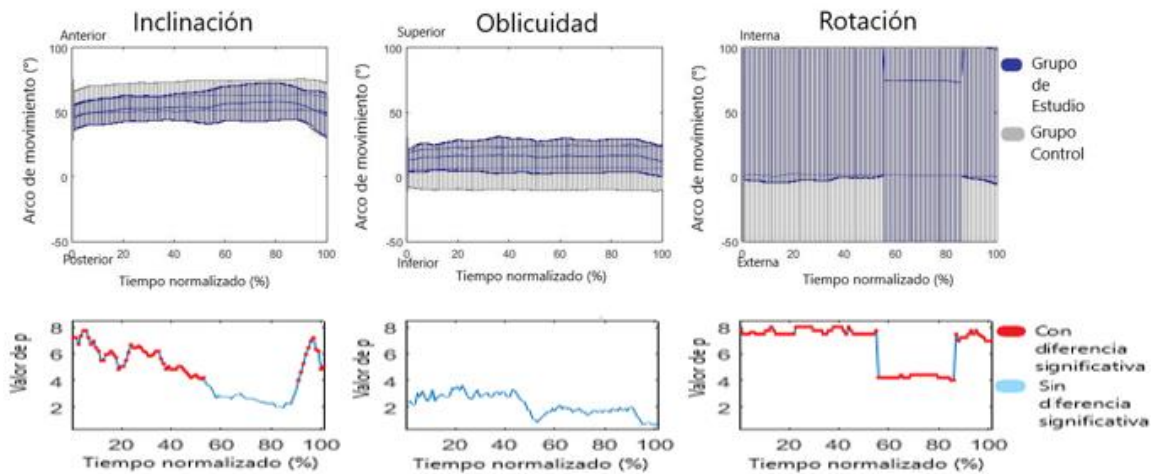 Inclinación
Oblicuidad
Rotación
Anterior
Superior
Interna
Arco de movimiento (°)
100
50
0
-50
Posterior
0
20
40
60
80
100
Tiempo normalizado (%)
Arco de movimiento (°)
100
50
0
-50
Inferior
0
20
40
60
80
100
Tiempo normalizado (%)
Arco de movimiento (°)
100
50
0
-50
Externa
0
20
40
60
80
100
Tiempo normalizado (%)
Grupo
de
Estudio
Grupo
Control
Valor de p
8
6
4
2
20
40
60
80
100
Tiempo normalizado (%)
Valor de p
8
6
4
2
20
40
60
80
100
Tiempo normalizado (%)
Valor de p
8
6
4
2
20
40
60
80
100
Tiempo normalizado (%)
Con
diferencia
significativa
Sin
diferencia
significativa